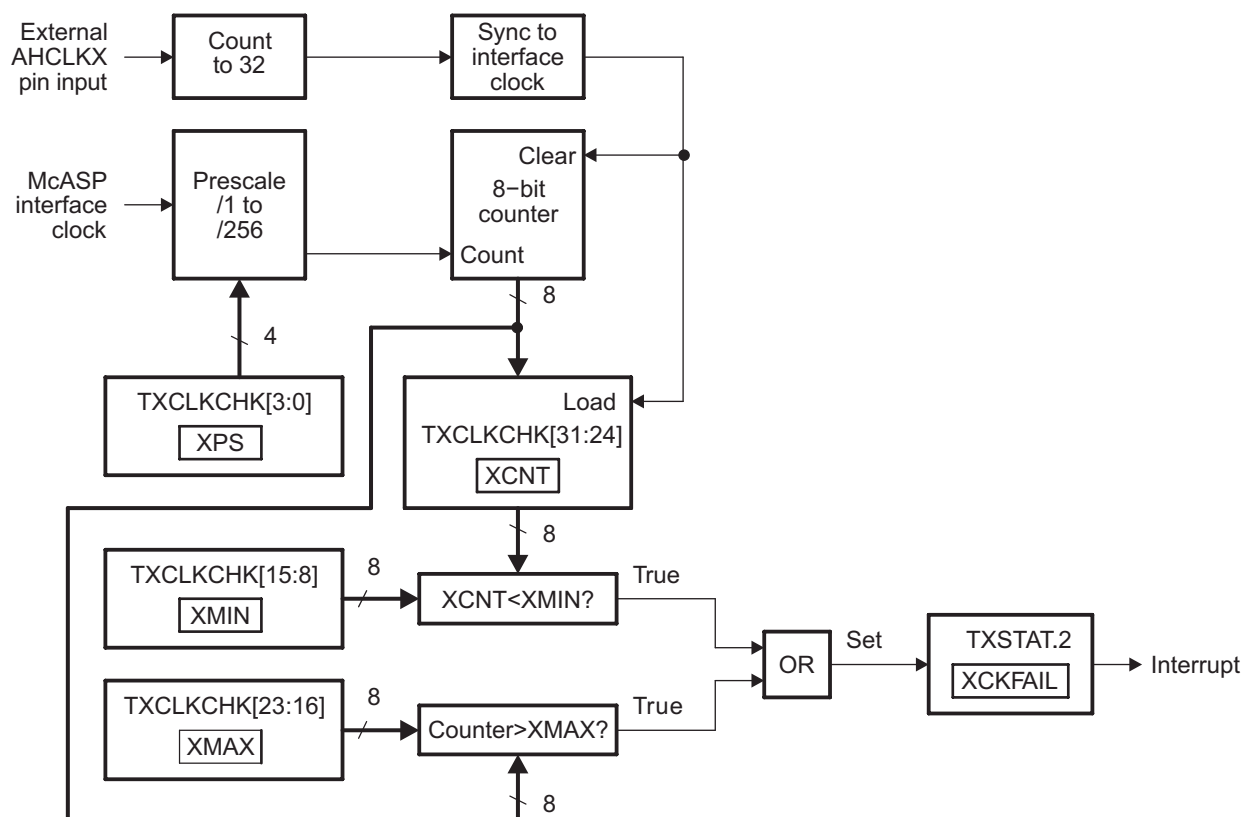 External
AHCLKX
pin input
Count
to 32
Sync to
interface
clock
McASP
interface
clock
Prescale
/1 to
/256
Clear
8−bit
counter
Count
8
4
TXCLKCHK[3:0]
XPS
Load
TXCLKCHK[31:24]
XCNT
8
TXCLKCHK[15:8]
XMIN
8
XCNT<XMIN?
True
TXCLKCHK[23:16]
XMAX
8
Counter>XMAX?
True
8
OR
Set
TXSTAT.2
XCKFAIL
Interrupt